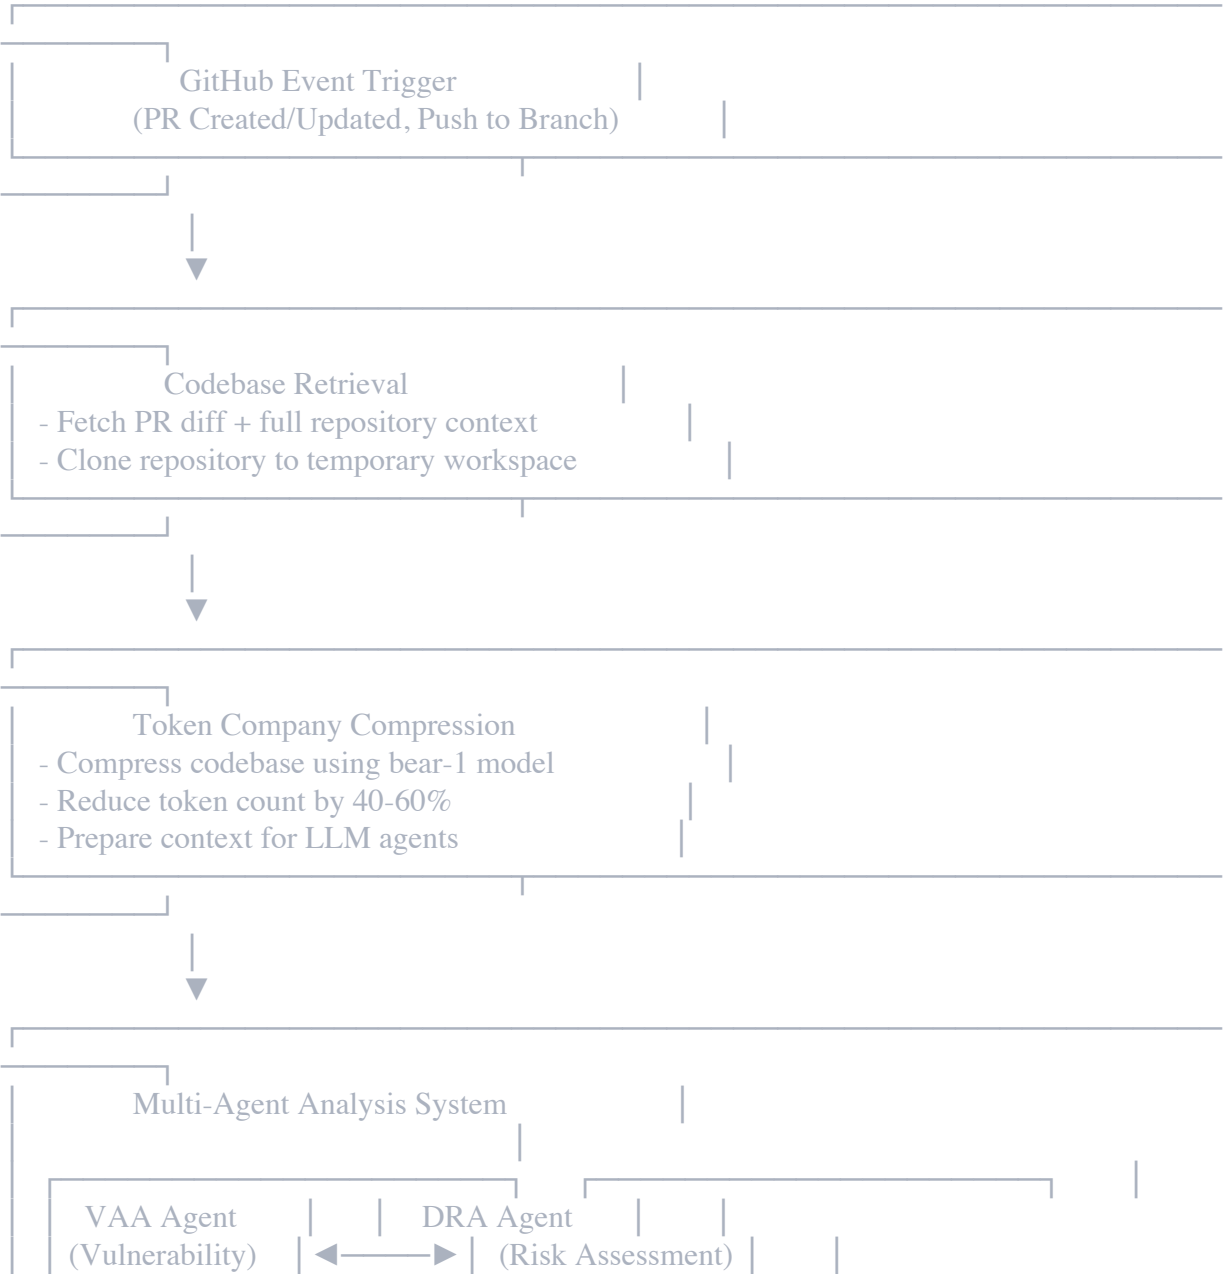 GitHub Event Trigger
(PR Created/Updated, Push to Branch)
Codebase Retrieval
- Fetch PR diff + full repository context
- Clone repository to temporary workspace
Token Company Compression
- Compress codebase using bear-1 model
- Reduce token count by 40-60%
- Prepare context for LLM agents
Multi-Agent Analysis System
VAA Agent DRA Agent
(Vulnerability) (Risk Assessment)